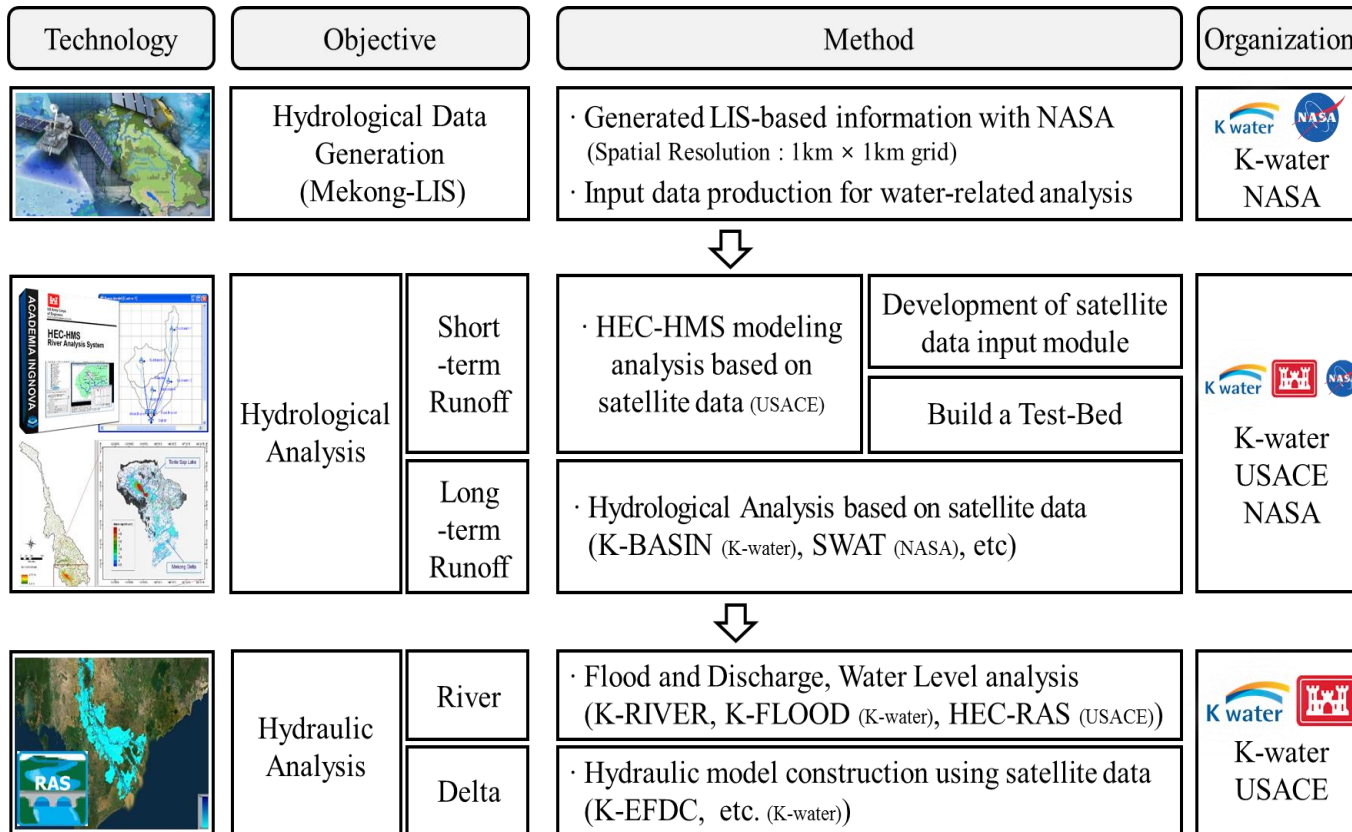 Technology
Objective
Method
Organization
Hydrological Data
Generation
(Mekong-LIS)
· Generated LIS-based information with NASA
(Spatial Resolution : 1km × 1km grid)
· Input data production for water-related analysis
K water
NASA
K-water
NASA
ACADEMIA INGNOVA
HEC-HMS
River Analysis System
Tonle Sap Lake
Mekong Delta
Hydrological
Analysis
Short
-term
Runoff
· HEC-HMS modeling
analysis based on
satellite data (USACE)
Development of satellite
data input module
Build a Test-Bed
Long
-term
Runoff
· Hydrological Analysis based on satellite data
(K-BASIN (K-water), SWAT (NASA), etc)
K water
NASA
K-water
USACE
NASA
RAS
Hydraulic
Analysis
River
· Flood and Discharge, Water Level analysis
(K-RIVER, K-FLOOD (K-water), HEC-RAS (USACE))
Delta
· Hydraulic model construction using satellite data
(K-EFDC, etc. (K-water))
K water
K-water
USACE